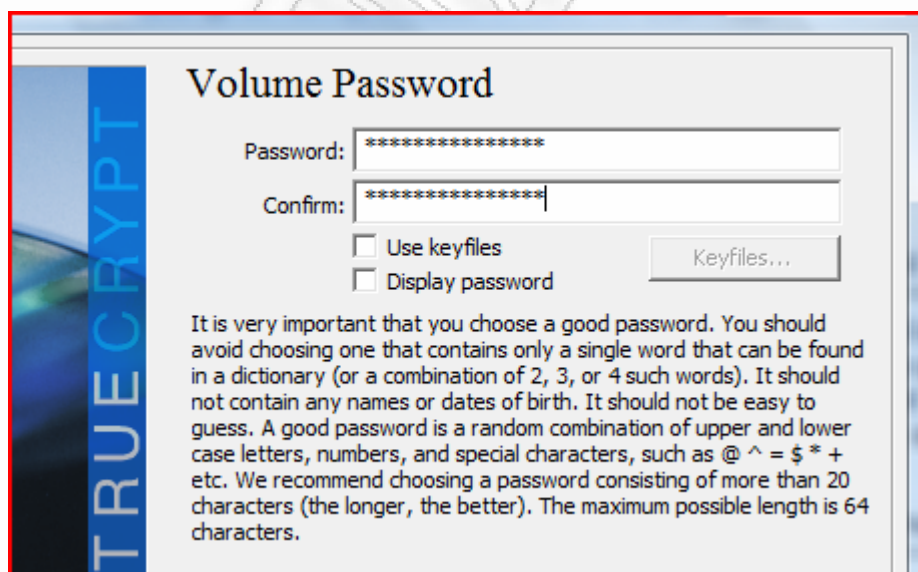 Volume Password
Password: ***************
Confirm: ***************
Use keyfiles
Keyfiles...
Display password
It is very important that you choose a good password. You should
avoid choosing one that contains only a single word that can be found
in a dictionary (or a combination of 2, 3, or 4 such words). It should
not contain any names or dates of birth. It should not be easy to
guess. A good password is a random combination of upper and lower
case letters, numbers, and special characters, such as @ ^ = $ * +
etc. We recommend choosing a password consisting of more than 20
characters (the longer, the better). The maximum possible length is 64
characters.
TRUECRYPT